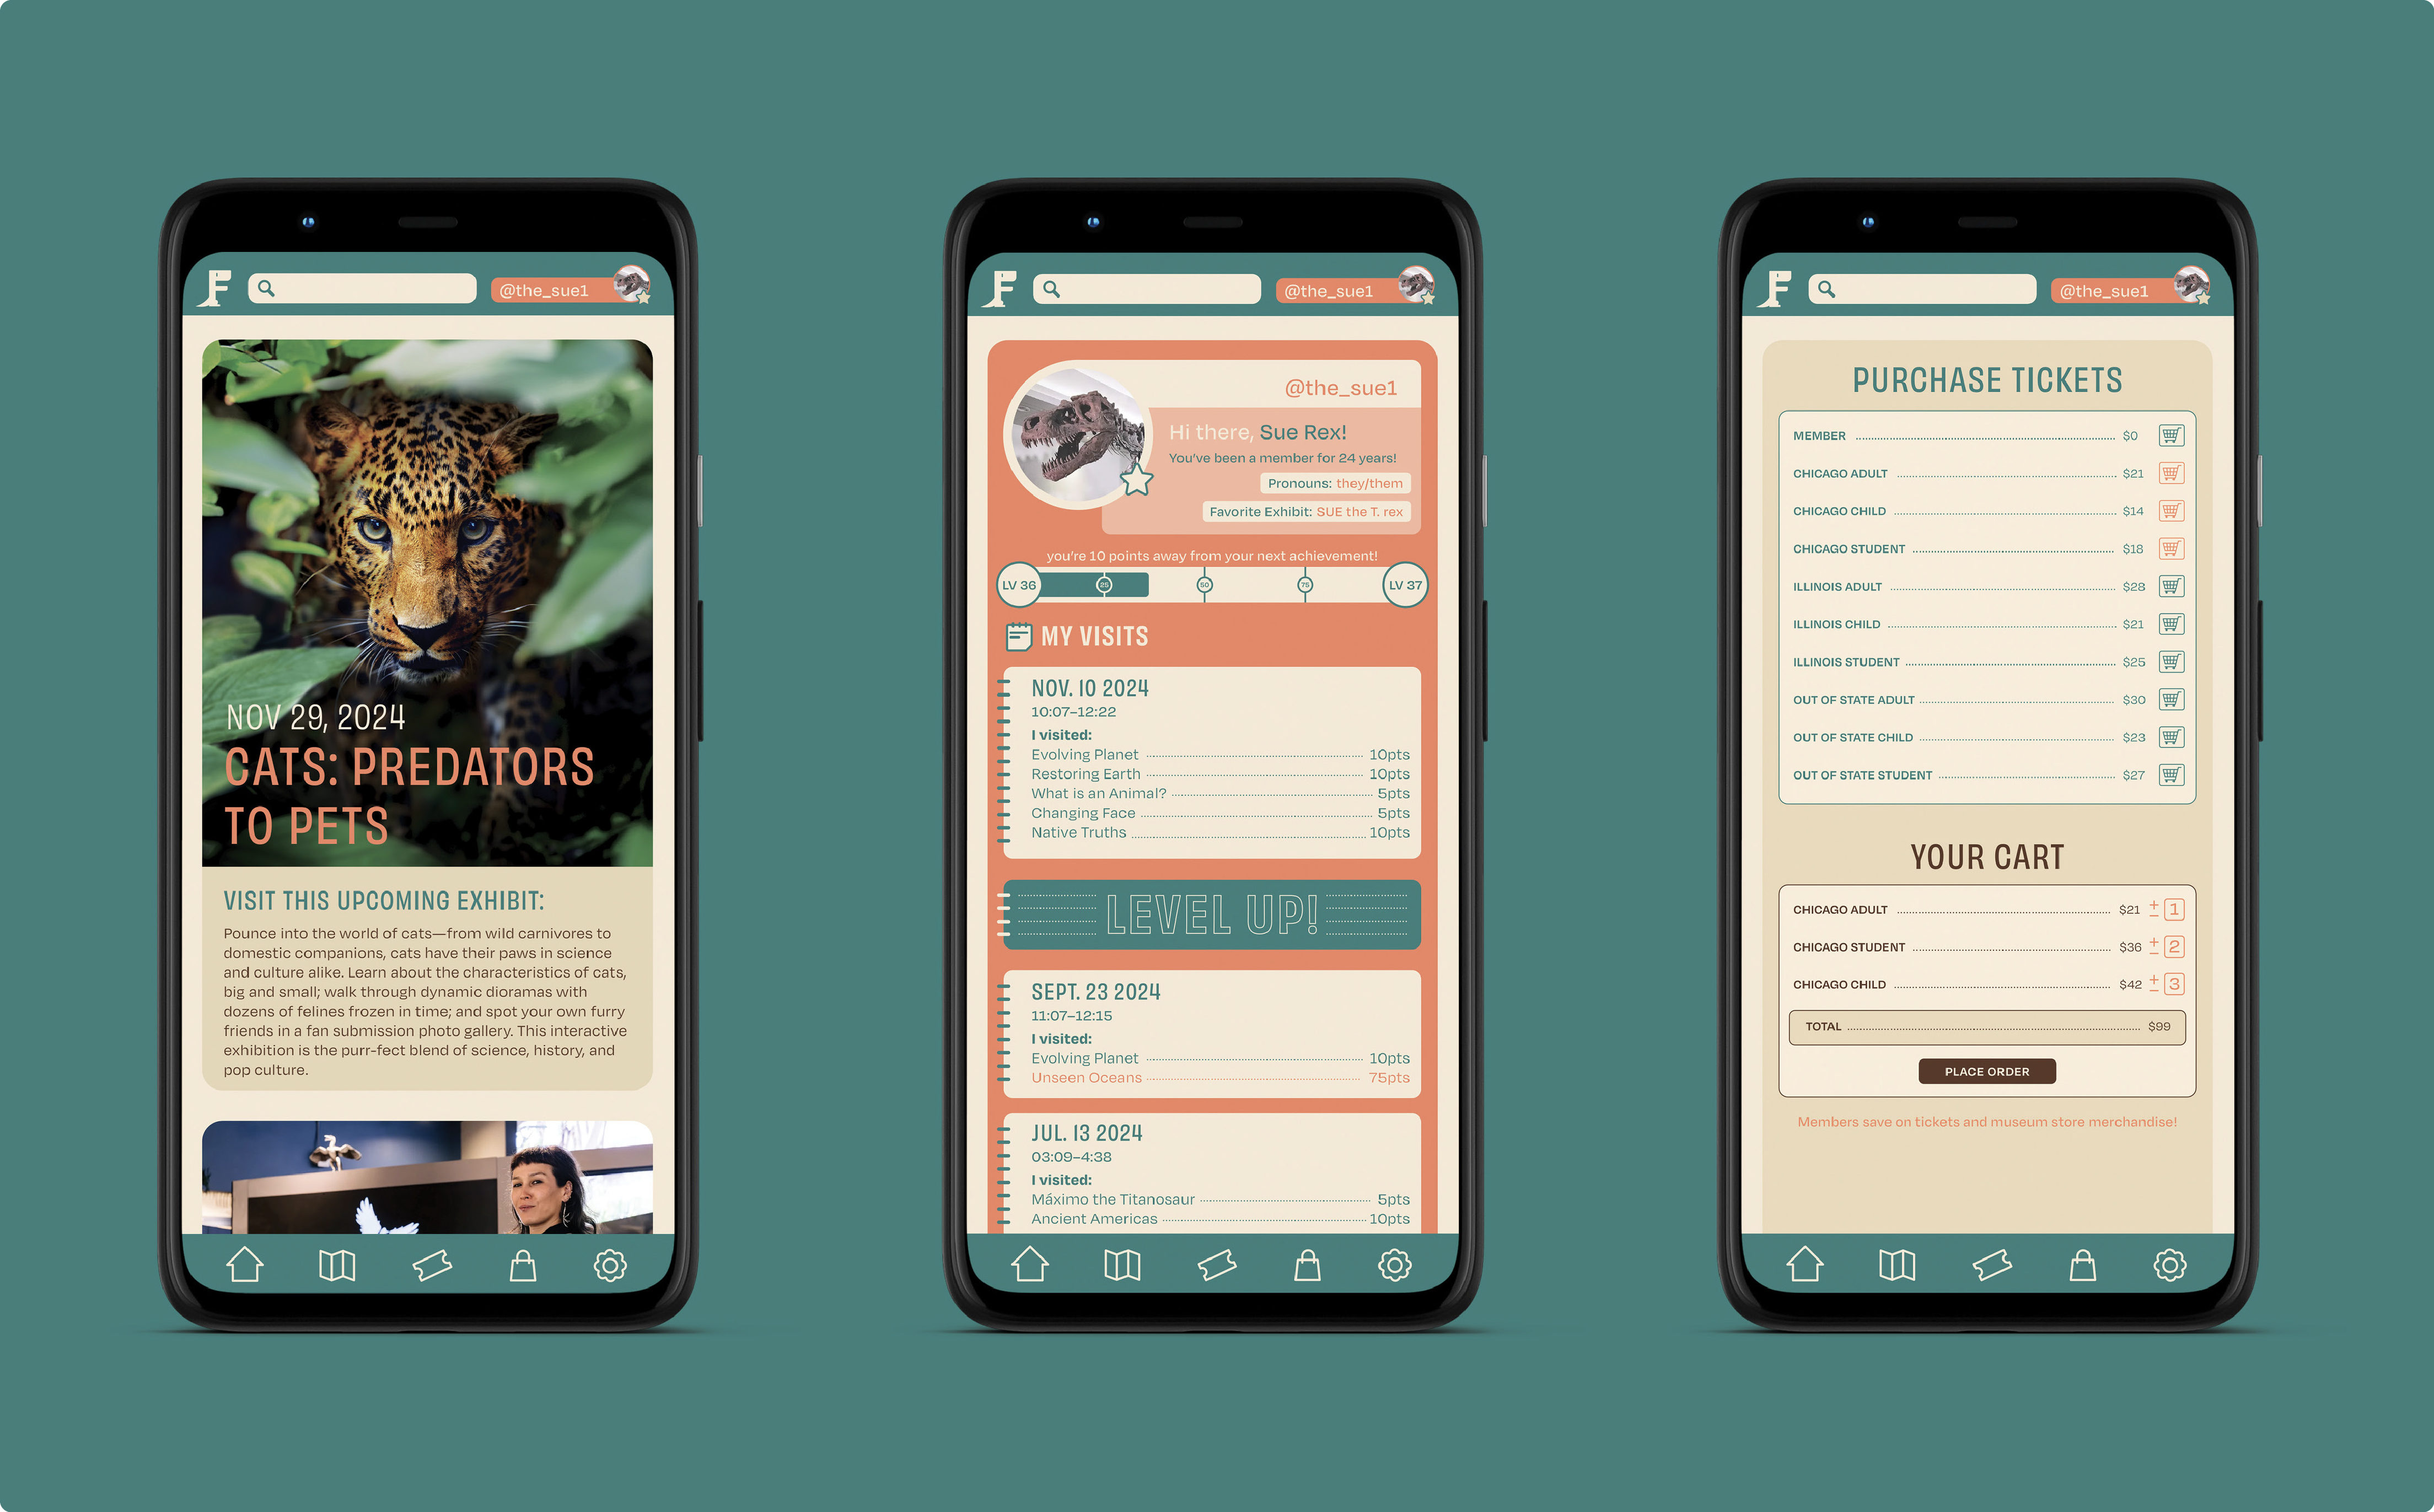 F
@the_sue1
NOV 29, 2024
CATS: PREDATORS
TO PETS
VISIT THIS UPCOMING EXHIBIT:
Pounce into the world of cats—from wild carnivores to
domestic companions, cats have their paws in science
and culture alike. Learn about the characteristics of cats,
big and small; walk through dynamic dioramas with
dozens of felines frozen in time; and spot your own furry
friends in a fan submission photo gallery. This interactive
exhibition is the purr-fect blend of science, history, and
pop culture.
F
@the_sue1
@the_sue1
Hi there, Sue Rex!
You've been a member for 24 years!
Pronouns: they/them
Favorite Exhibit: SUE the T. rex
you're 10 points away from your next achievement!
LV 36 25 50 75 LV 37
MY VISITS
NOV. 10 2024
10:07–12:22
I visited:
Evolving Planet 10pts
Restoring Earth 10pts
What is an Animal? 5pts
Changing Face 5pts
Native Truths 10pts
LEVEL UP!
SEPT. 23 2024
11:07–12:15
I visited:
Evolving Planet 10pts
Unseen Oceans 75pts
JUL. 13 2024
03:09–4:38
I visited:
Máximo the Titanosaur 5pts
Ancient Americas 10pts
F
@the_sue1
PURCHASE TICKETS
MEMBER $0
CHICAGO ADULT $21
CHICAGO CHILD $14
CHICAGO STUDENT $18
ILLINOIS ADULT $28
ILLINOIS CHILD $21
ILLINOIS STUDENT $25
OUT OF STATE ADULT $30
OUT OF STATE CHILD $23
OUT OF STATE STUDENT $27
YOUR CART
CHICAGO ADULT $21 + – 1
CHICAGO STUDENT $36 + – 2
CHICAGO CHILD $42 + – 3
TOTAL $99
PLACE ORDER
Members save on tickets and museum store merchandise!